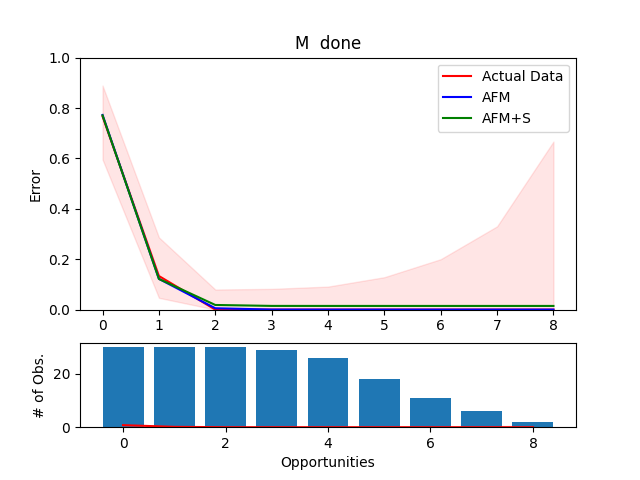 M  done
1.0
0.8
0.6
0.4
0.2
0.0
Error
Actual Data
AFM
AFM+S
0 1 2 3 4 5 6 7 8
20
0
# of Obs.
0 2 4 6 8
Opportunities